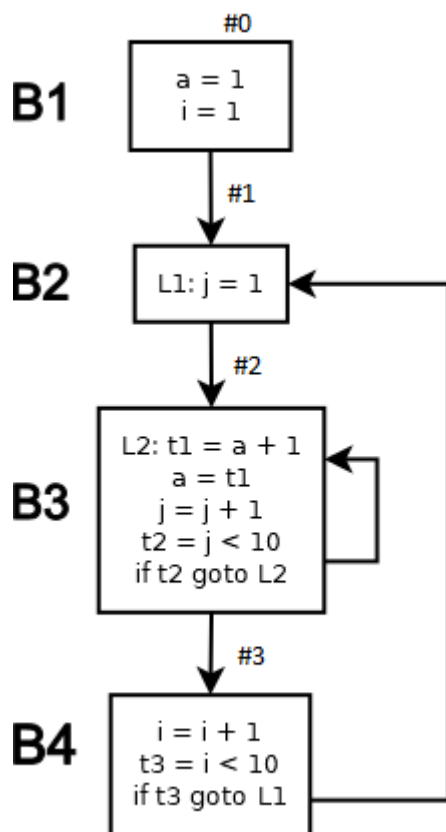 #0
B1
a = 1
i = 1
#1
B2
L1: j = 1
#2
B3
L2: t1 = a + 1
a = t1
j = j + 1
t2 = j < 10
if t2 goto L2
#3
B4
i = i + 1
t3 = i < 10
if t3 goto L1